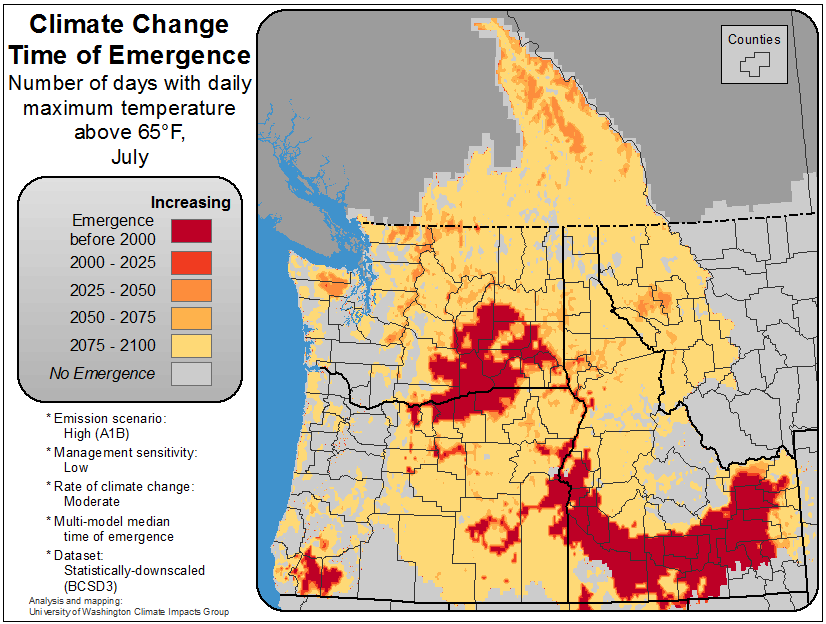 Climate Change
Time of Emergence
Number of days with daily
maximum temperature
above 65°F,
July
Increasing
Emergence
before 2000
2000 - 2025
2025 - 2050
2050 - 2075
2075 - 2100
No Emergence
* Emission scenario:
High (A1B)
* Management sensitivity:
Low
* Rate of climate change:
Moderate
* Multi-model median
time of emergence
* Dataset:
Statistically-downscaled
(BCSD3)
Analysis and mapping:
University of Washington Climate Impacts Group
Counties